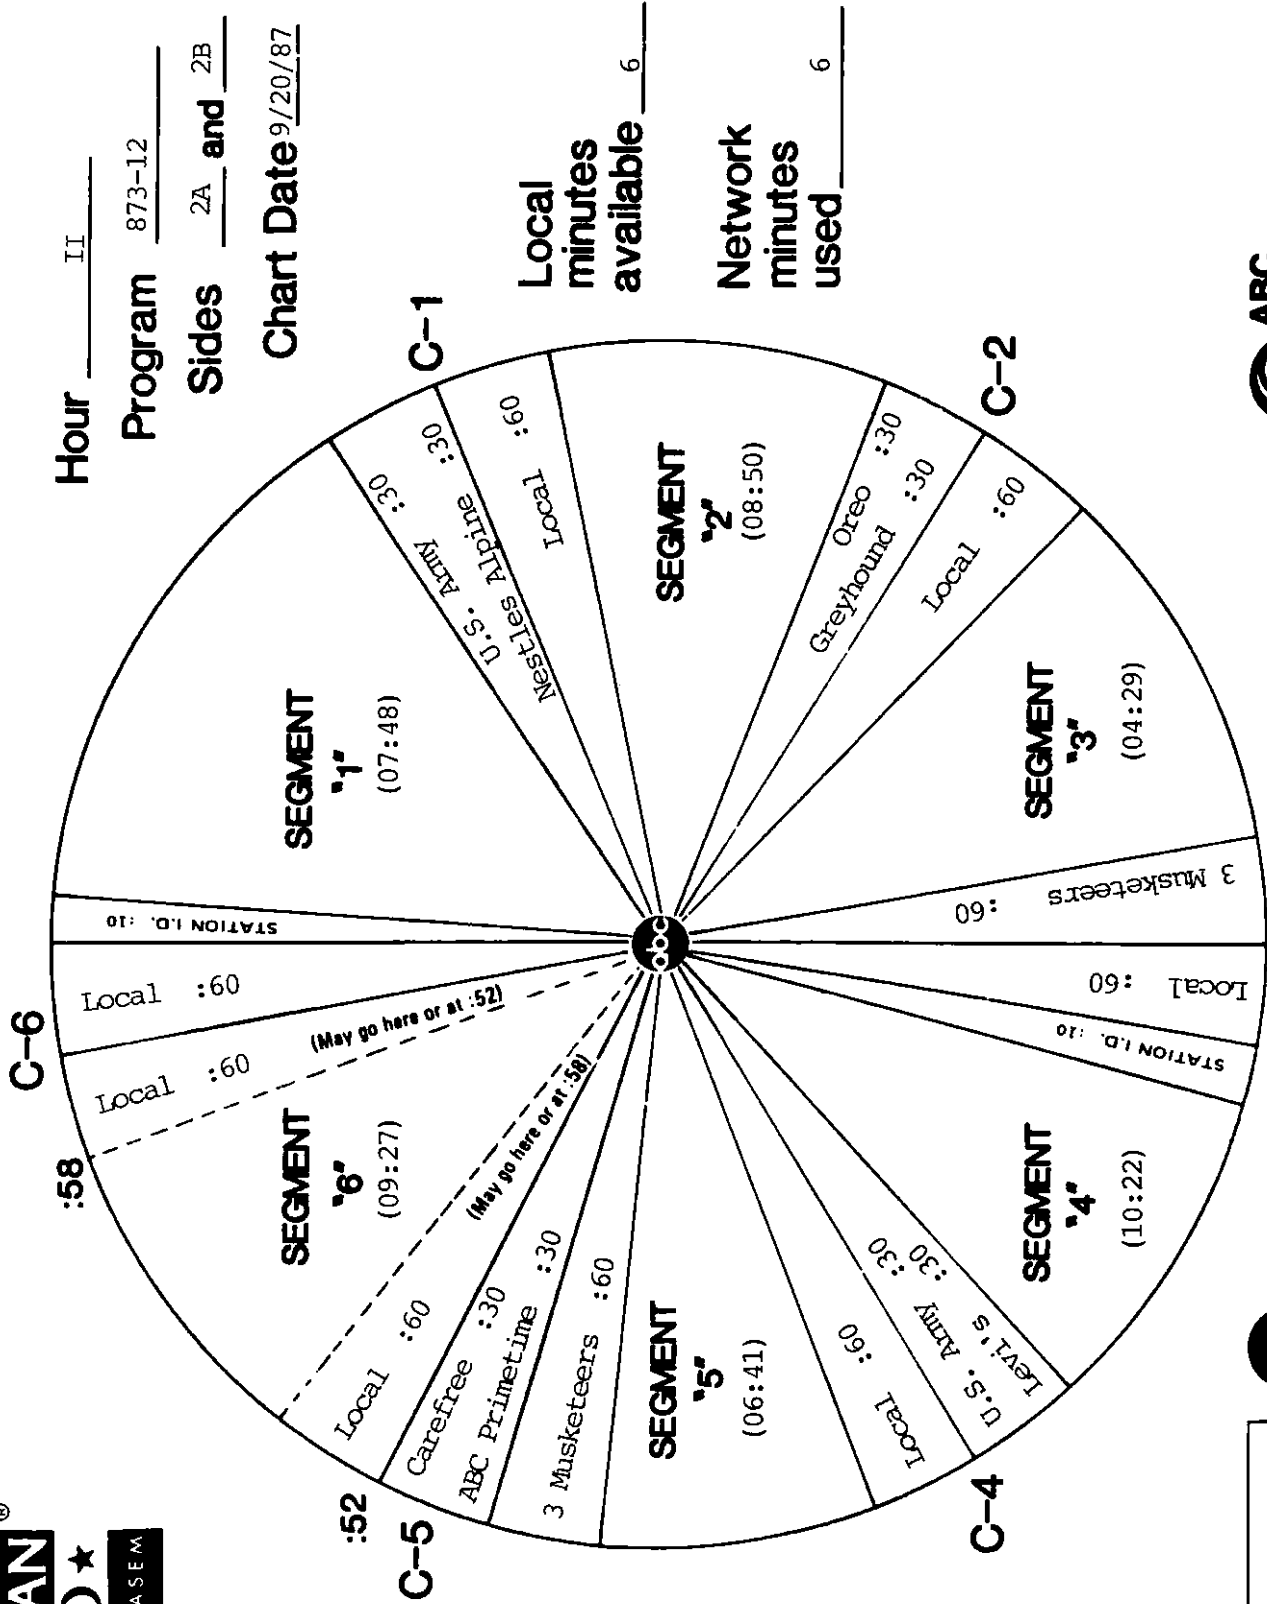 Hour II
Program 873-12
Sides 2A and 2B
Chart Date 9/20/87
Local
minutes
available 6
Network
minutes
used 6
STATION I.D. :10
SEGMENT
"1"
(07:48)
U.S. Army :30
Nestles Alpine :30
C-1
Local :60
SEGMENT
"2"
(08:50)
Oreo :30
Greyhound :30
C-2
Local :60
SEGMENT
"3"
(04:29)
3 Musketeers :60
Local :60
STATION I.D. :10
SEGMENT
"4"
(10:22)
Levi's :30
U.S. Army :30
C-4
Local :60
SEGMENT
"5"
(06:41)
3 Musketeers :60
ABC Primetime :30
Carefree :30
C-5
:52
Local :60
(May go here or at :58)
SEGMENT
"6"
(09:27)
:58
Local :60
(May go here or at :52)
C-6
Local :60
abc
AN
®
ASEM
ABC